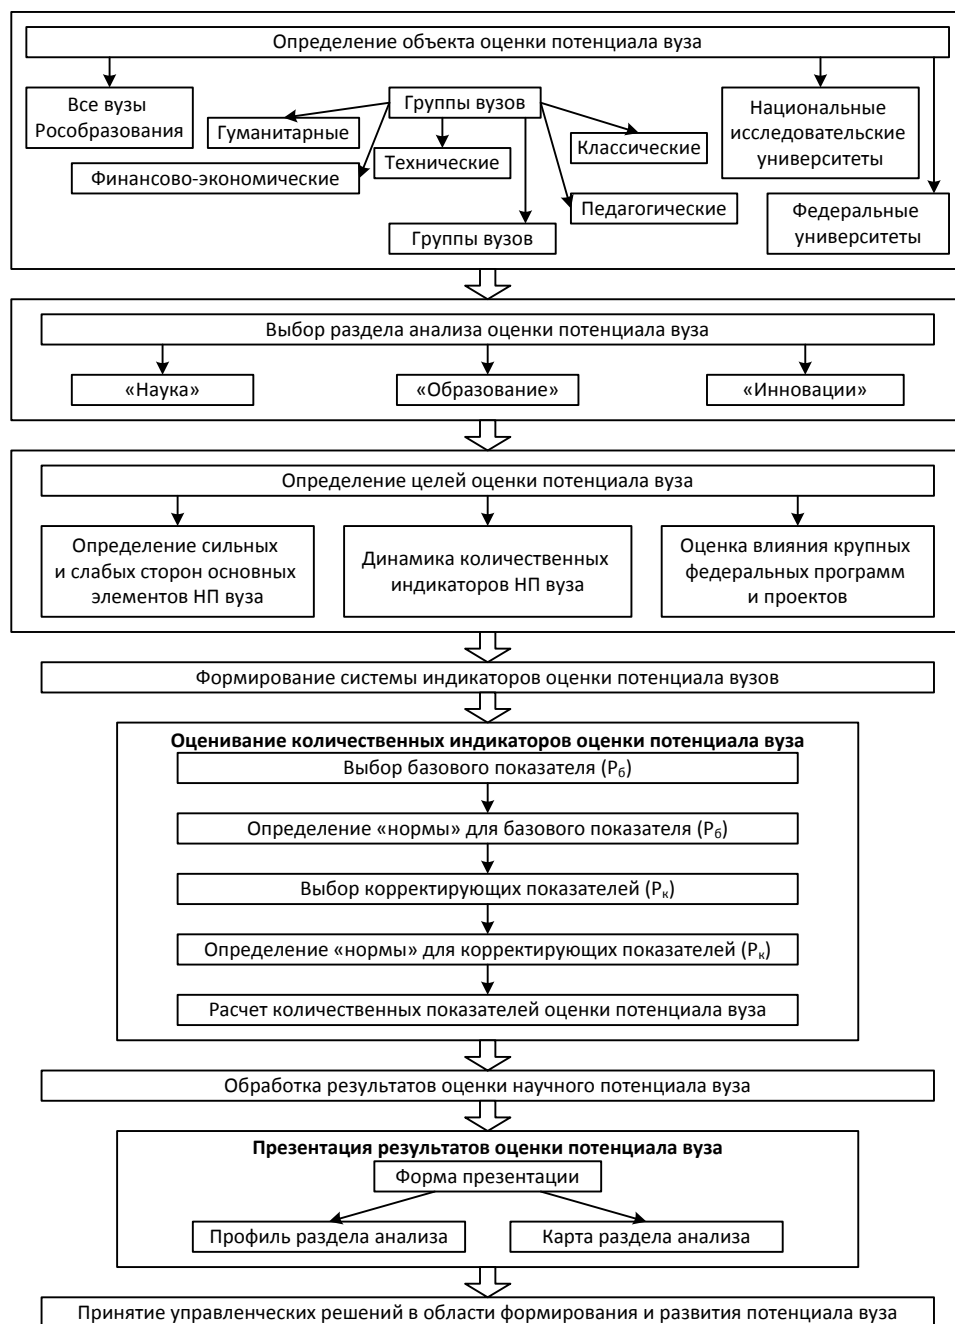 Определение объекта оценки потенциала вуза
Все вузы
Рособразования
Группы вузов
Гуманитарные
Финансово-экономические
Технические
Группы вузов
Классические
Педагогические
Национальные
исследовательские
университеты
Федеральные
университеты
Выбор раздела анализа оценки потенциала вуза
«Наука»
«Образование»
«Инновации»
Определение целей оценки потенциала вуза
Определение сильных
и слабых сторон основных
элементов НП вуза
Динамика количественных
индикаторов НП вуза
Оценка влияния крупных
федеральных программ
и проектов
Формирование системы индикаторов оценки потенциала вузов
Оценивание количественных индикаторов оценки потенциала вуза
Выбор базового показателя (Рб)
Определение «нормы» для базового показателя (Рб)
Выбор корректирующих показателей (Рк)
Определение «нормы» для корректирующих показателей (Рк)
Расчет количественных показателей оценки потенциала вуза
Обработка результатов оценки научного потенциала вуза
Презентация результатов оценки потенциала вуза
Форма презентации
Профиль раздела анализа
Карта раздела анализа
Принятие управленческих решений в области формирования и развития потенциала вуза